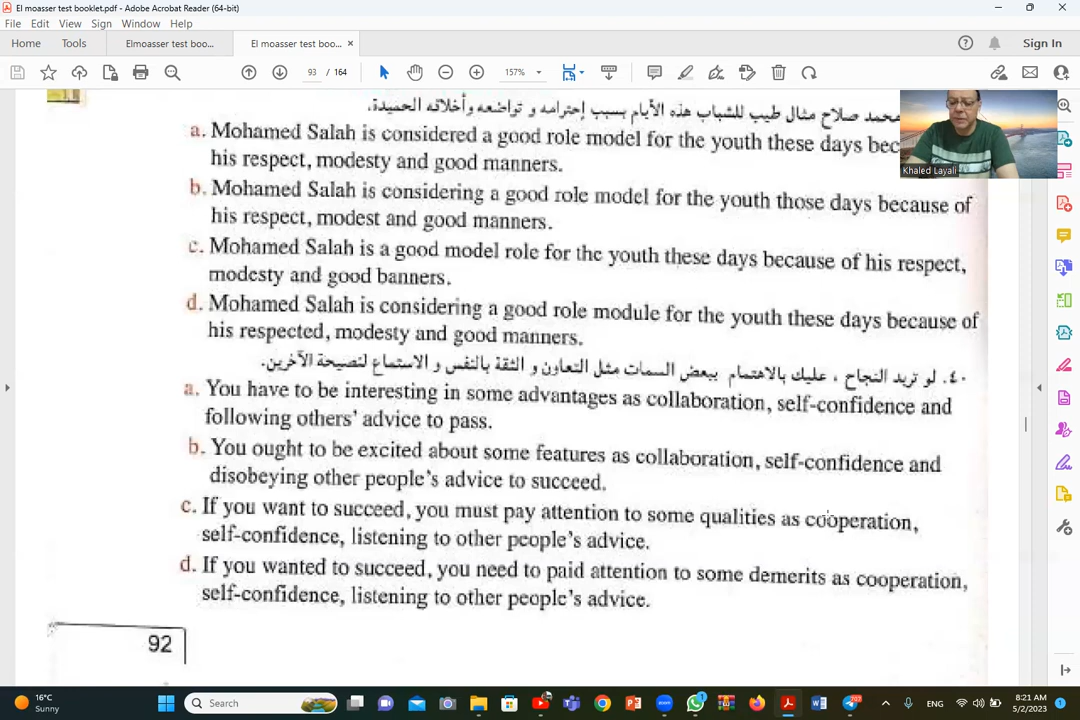 El moasser test booklet.pdf - Adobe Acrobat Reader (64-bit)
File Edit View Sign Window Help
Home Tools Elmoasser test boo... El moasser test boo... × Sign In
93 / 164 157%
محمد صلاح مثال طيب للشباب هذه الأيام بسبب إحترامه و تواضعه وأخلاقه الحميدة.
a. Mohamed Salah is considered a good role model for the youth these days bec
his respect, modesty and good manners.
b. Mohamed Salah is considering a good role model for the youth those days because of
his respect, modest and good manners.
c. Mohamed Salah is a good model role for the youth these days because of his respect,
modesty and good banners.
d. Mohamed Salah is considering a good role module for the youth these days because of
his respected, modesty and good manners.
٤٠. لو تريد النجاح ، عليك بالاهتمام ببعض السمات مثل التعاون و الثقة بالنفس و الاستماع لنصيحة الآخرين.
a. You have to be interesting in some advantages as collaboration, self-confidence and
following others' advice to pass.
b. You ought to be excited about some features as collaboration, self-confidence and
disobeying other people's advice to succeed.
c. If you want to succeed, you must pay attention to some qualities as cooperation,
self-confidence, listening to other people's advice.
d. If you wanted to succeed, you need to paid attention to some demerits as cooperation,
self-confidence, listening to other people's advice.
92
Khaled Layali
16°C
Sunny
Search
ENG
8:21 AM
5/2/2023